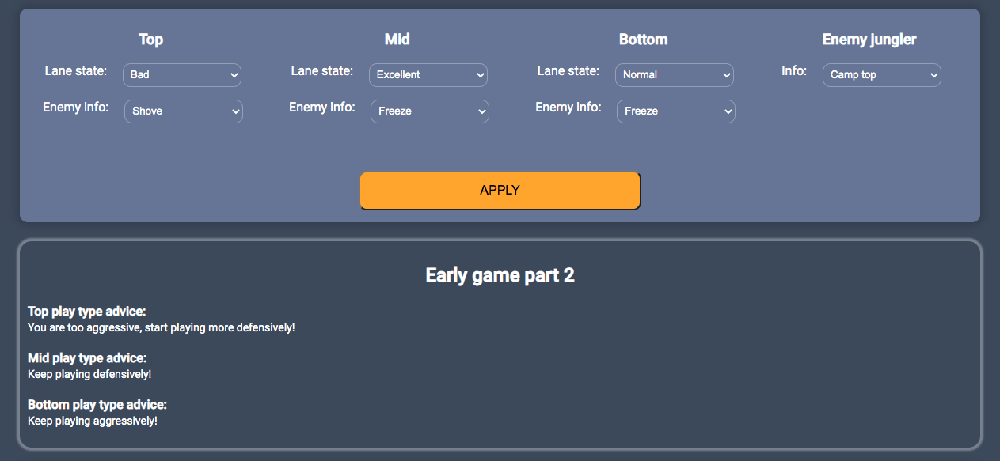 Top Mid Bottom Enemy jungler
Lane state: Bad Lane state: Excellent Lane state: Normal Info: Camp top
Enemy info: Shove Enemy info: Freeze Enemy info: Freeze
APPLY
Early game part 2
Top play type advice:
You are too aggressive, start playing more defensively!
Mid play type advice:
Keep playing defensively!
Bottom play type advice:
Keep playing aggressively!